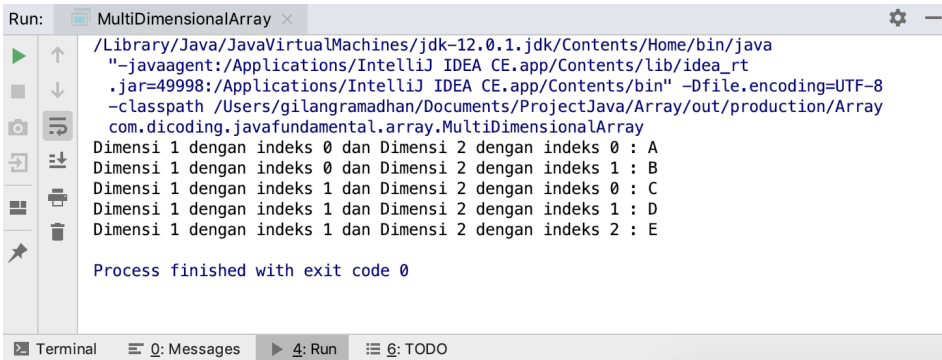 Run: MultiDimensionalArray
/Library/Java/JavaVirtualMachines/jdk-12.0.1.jdk/Contents/Home/bin/java
"-javaagent:/Applications/IntelliJ IDEA CE.app/Contents/lib/idea_rt
.jar=49998:/Applications/IntelliJ IDEA CE.app/Contents/bin" -Dfile.encoding=UTF-8
-classpath /Users/gilangramadhan/Documents/ProjectJava/Array/out/production/Array
com.dicoding.javafundamental.array.MultiDimensionalArray
Dimensi 1 dengan indeks 0 dan Dimensi 2 dengan indeks 0 : A
Dimensi 1 dengan indeks 0 dan Dimensi 2 dengan indeks 1 : B
Dimensi 1 dengan indeks 1 dan Dimensi 2 dengan indeks 0 : C
Dimensi 1 dengan indeks 1 dan Dimensi 2 dengan indeks 1 : D
Dimensi 1 dengan indeks 1 dan Dimensi 2 dengan indeks 2 : E
Process finished with exit code 0
Terminal 0: Messages 4: Run 6: TODO